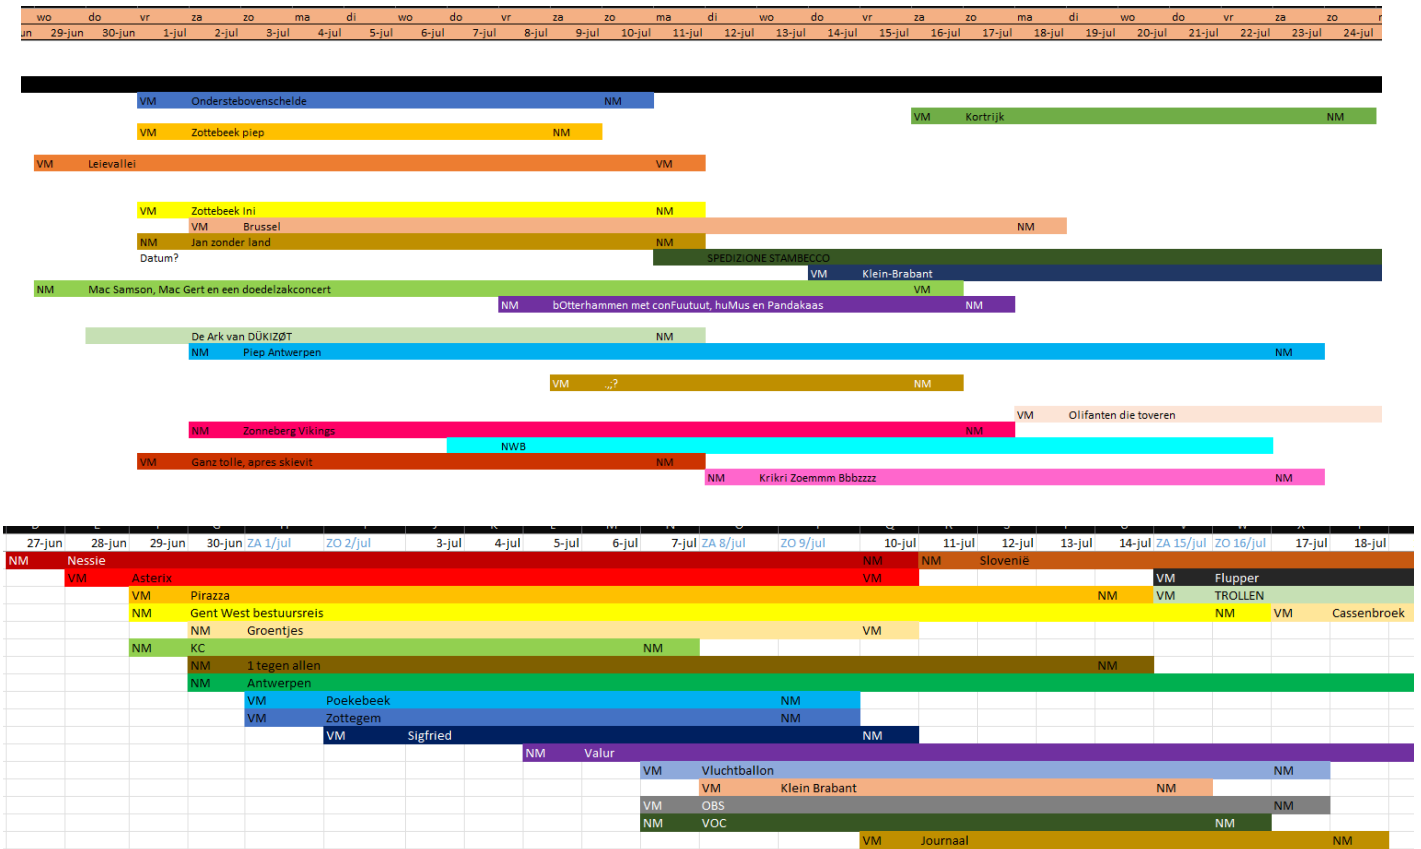 wo do vr za zo ma di wo do vr za zo ma di wo do vr za zo ma di wo do vr za zo
29-jun 30-jun 1-jul 2-jul 3-jul 4-jul 5-jul 6-jul 7-jul 8-jul 9-jul 10-jul 11-jul 12-jul 13-jul 14-jul 15-jul 16-jul 17-jul 18-jul 19-jul 20-jul 21-jul 22-jul 23-jul 24-jul
VM Onderstebovenschelde NM
VM Kortrijk NM
VM Zottebeek piep NM
VM Leievallei VM
VM Zottebeek Ini NM
VM Brussel NM
NM Jan zonder land NM
Datum? SPEDIZIONE STAMBECCO
VM Klein-Brabant
NM Mac Samson, Mac Gert en een doedelzakconcert VM
NM bOtterhammen met conFuutuut, huMus en Pandakaas NM
De Ark van DÜKIZØT NM
NM Piep Antwerpen NM
VM .,;? NM
VM Olifanten die toveren
NM Zonneberg Vikings NM
NWB
VM Ganz tolle, apres skievit NM
NM Krikri Zoemmm Bbbzzzz NM
27-jun 28-jun 29-jun 30-jun ZA 1/jul ZO 2/jul 3-jul 4-jul 5-jul 6-jul 7-jul ZA 8/jul ZO 9/jul 10-jul 11-jul 12-jul 13-jul 14-jul ZA 15/jul ZO 16/jul 17-jul 18-jul
NM Nessie NM NM Slovenië
VM Asterix VM VM Flupper
VM Pirazza NM VM TROLLEN
NM Gent West bestuursreis NM VM Cassenbroek
NM Groentjes VM
NM KC NM
NM 1 tegen allen NM
NM Antwerpen
VM Poekebeek NM
VM Zottegem NM
VM Sigfried NM
NM Valur
VM Vluchtballon NM
VM Klein Brabant NM
VM OBS NM
NM VOC NM
VM Journaal NM